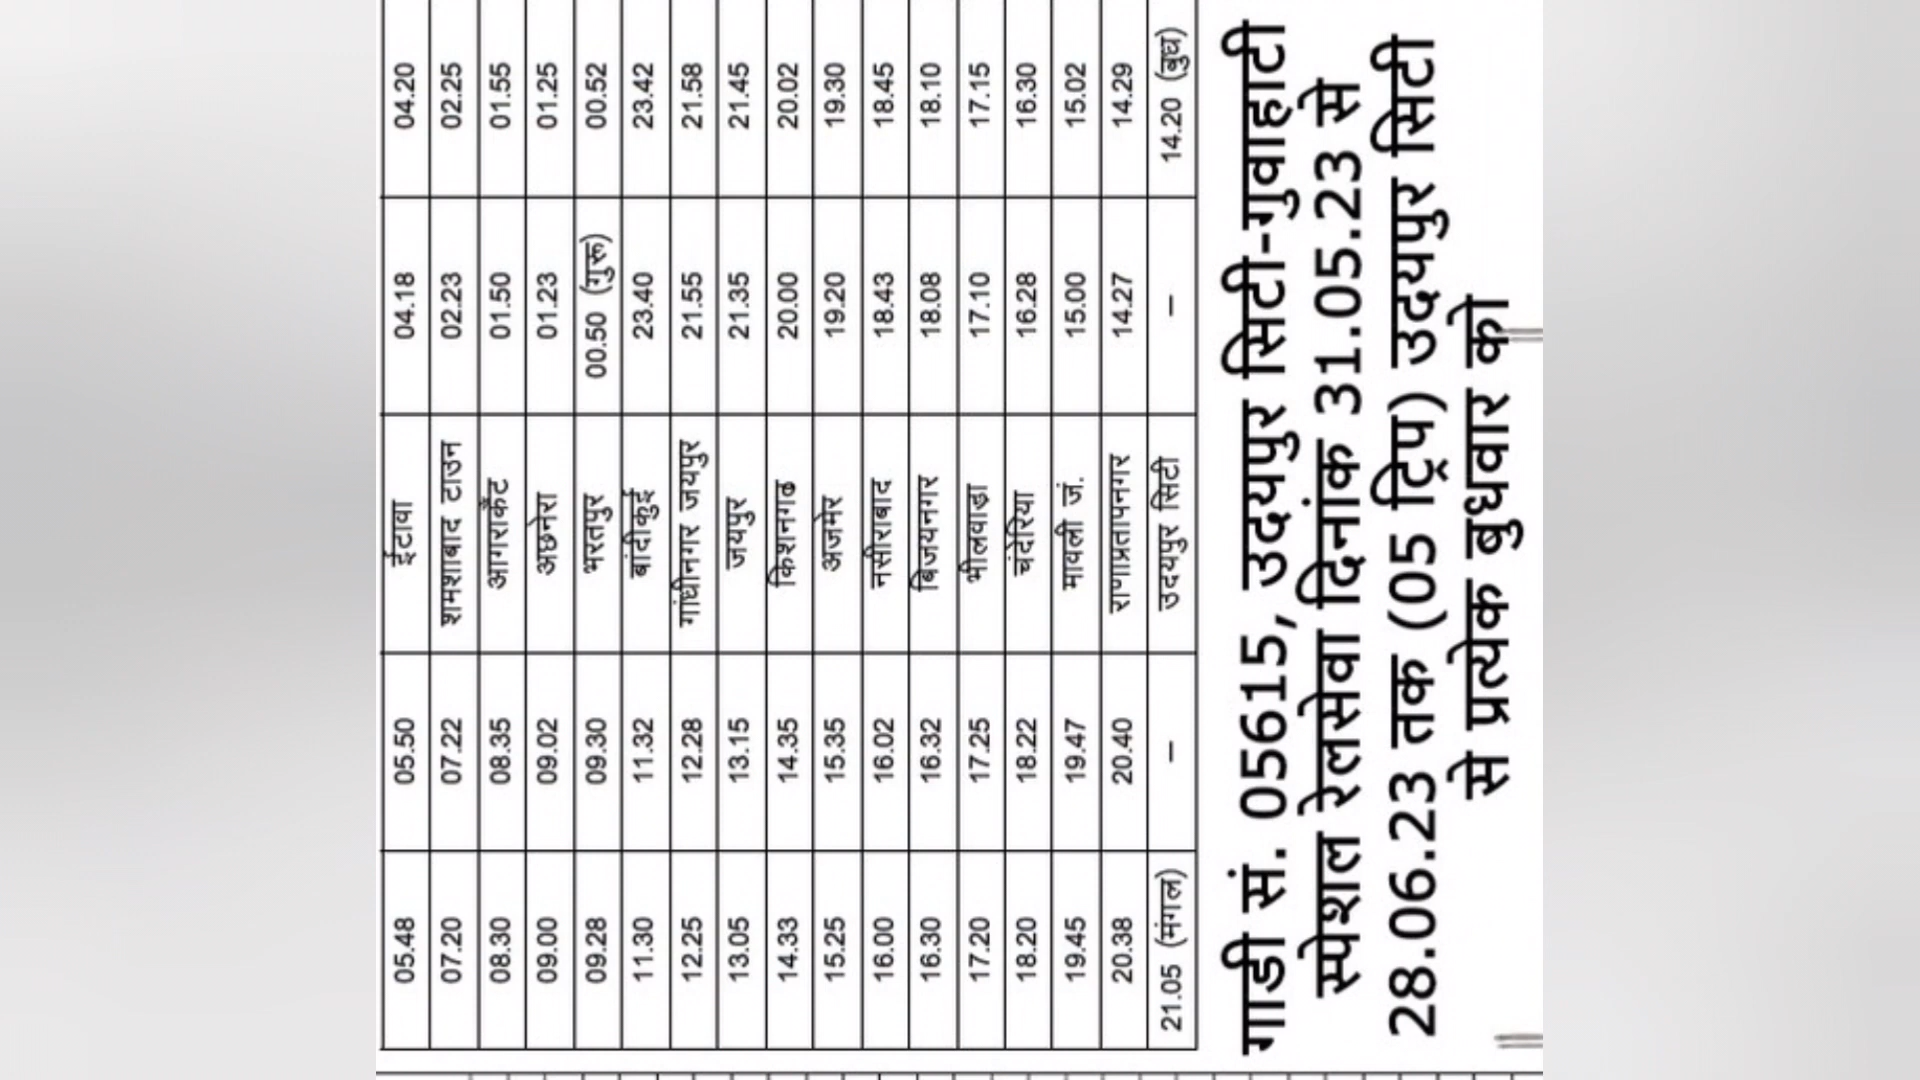 05.48 05.50 ईटावा 04.18 04.20
07.20 07.22 शमशाबाद टाउन 02.23 02.25
08.30 08.35 आगराकैंट 01.50 01.55
09.00 09.02 अछनेरा 01.23 01.25
09.28 09.30 भरतपुर 00.50 (गुरू) 00.52
11.30 11.32 बांदीकुई 23.40 23.42
12.25 12.28 गांधीनगर जयपुर 21.55 21.58
13.05 13.15 जयपुर 21.35 21.45
14.33 14.35 किशनगढ 20.00 20.02
15.25 15.35 अजमेर 19.20 19.30
16.00 16.02 नसीराबाद 18.43 18.45
16.30 16.32 बिजयनगर 18.08 18.10
17.20 17.25 भीलवाड़ा 17.10 17.15
18.20 18.22 चंदेरिया 16.28 16.30
19.45 19.47 मावली जं. 15.00 15.02
20.38 20.40 राणाप्रतापनगर 14.27 14.29
21.05 (मंगल) – उदयपुर सिटी – 14.20 (बुध)
गाडी सं. 05615, उदयपुर सिटी-गुवाहाटी
स्पेशल रेलसेवा दिनांक 31.05.23 से
28.06.23 तक (05 ट्रिप) उदयपुर सिटी
से प्रत्येक बुधवार को